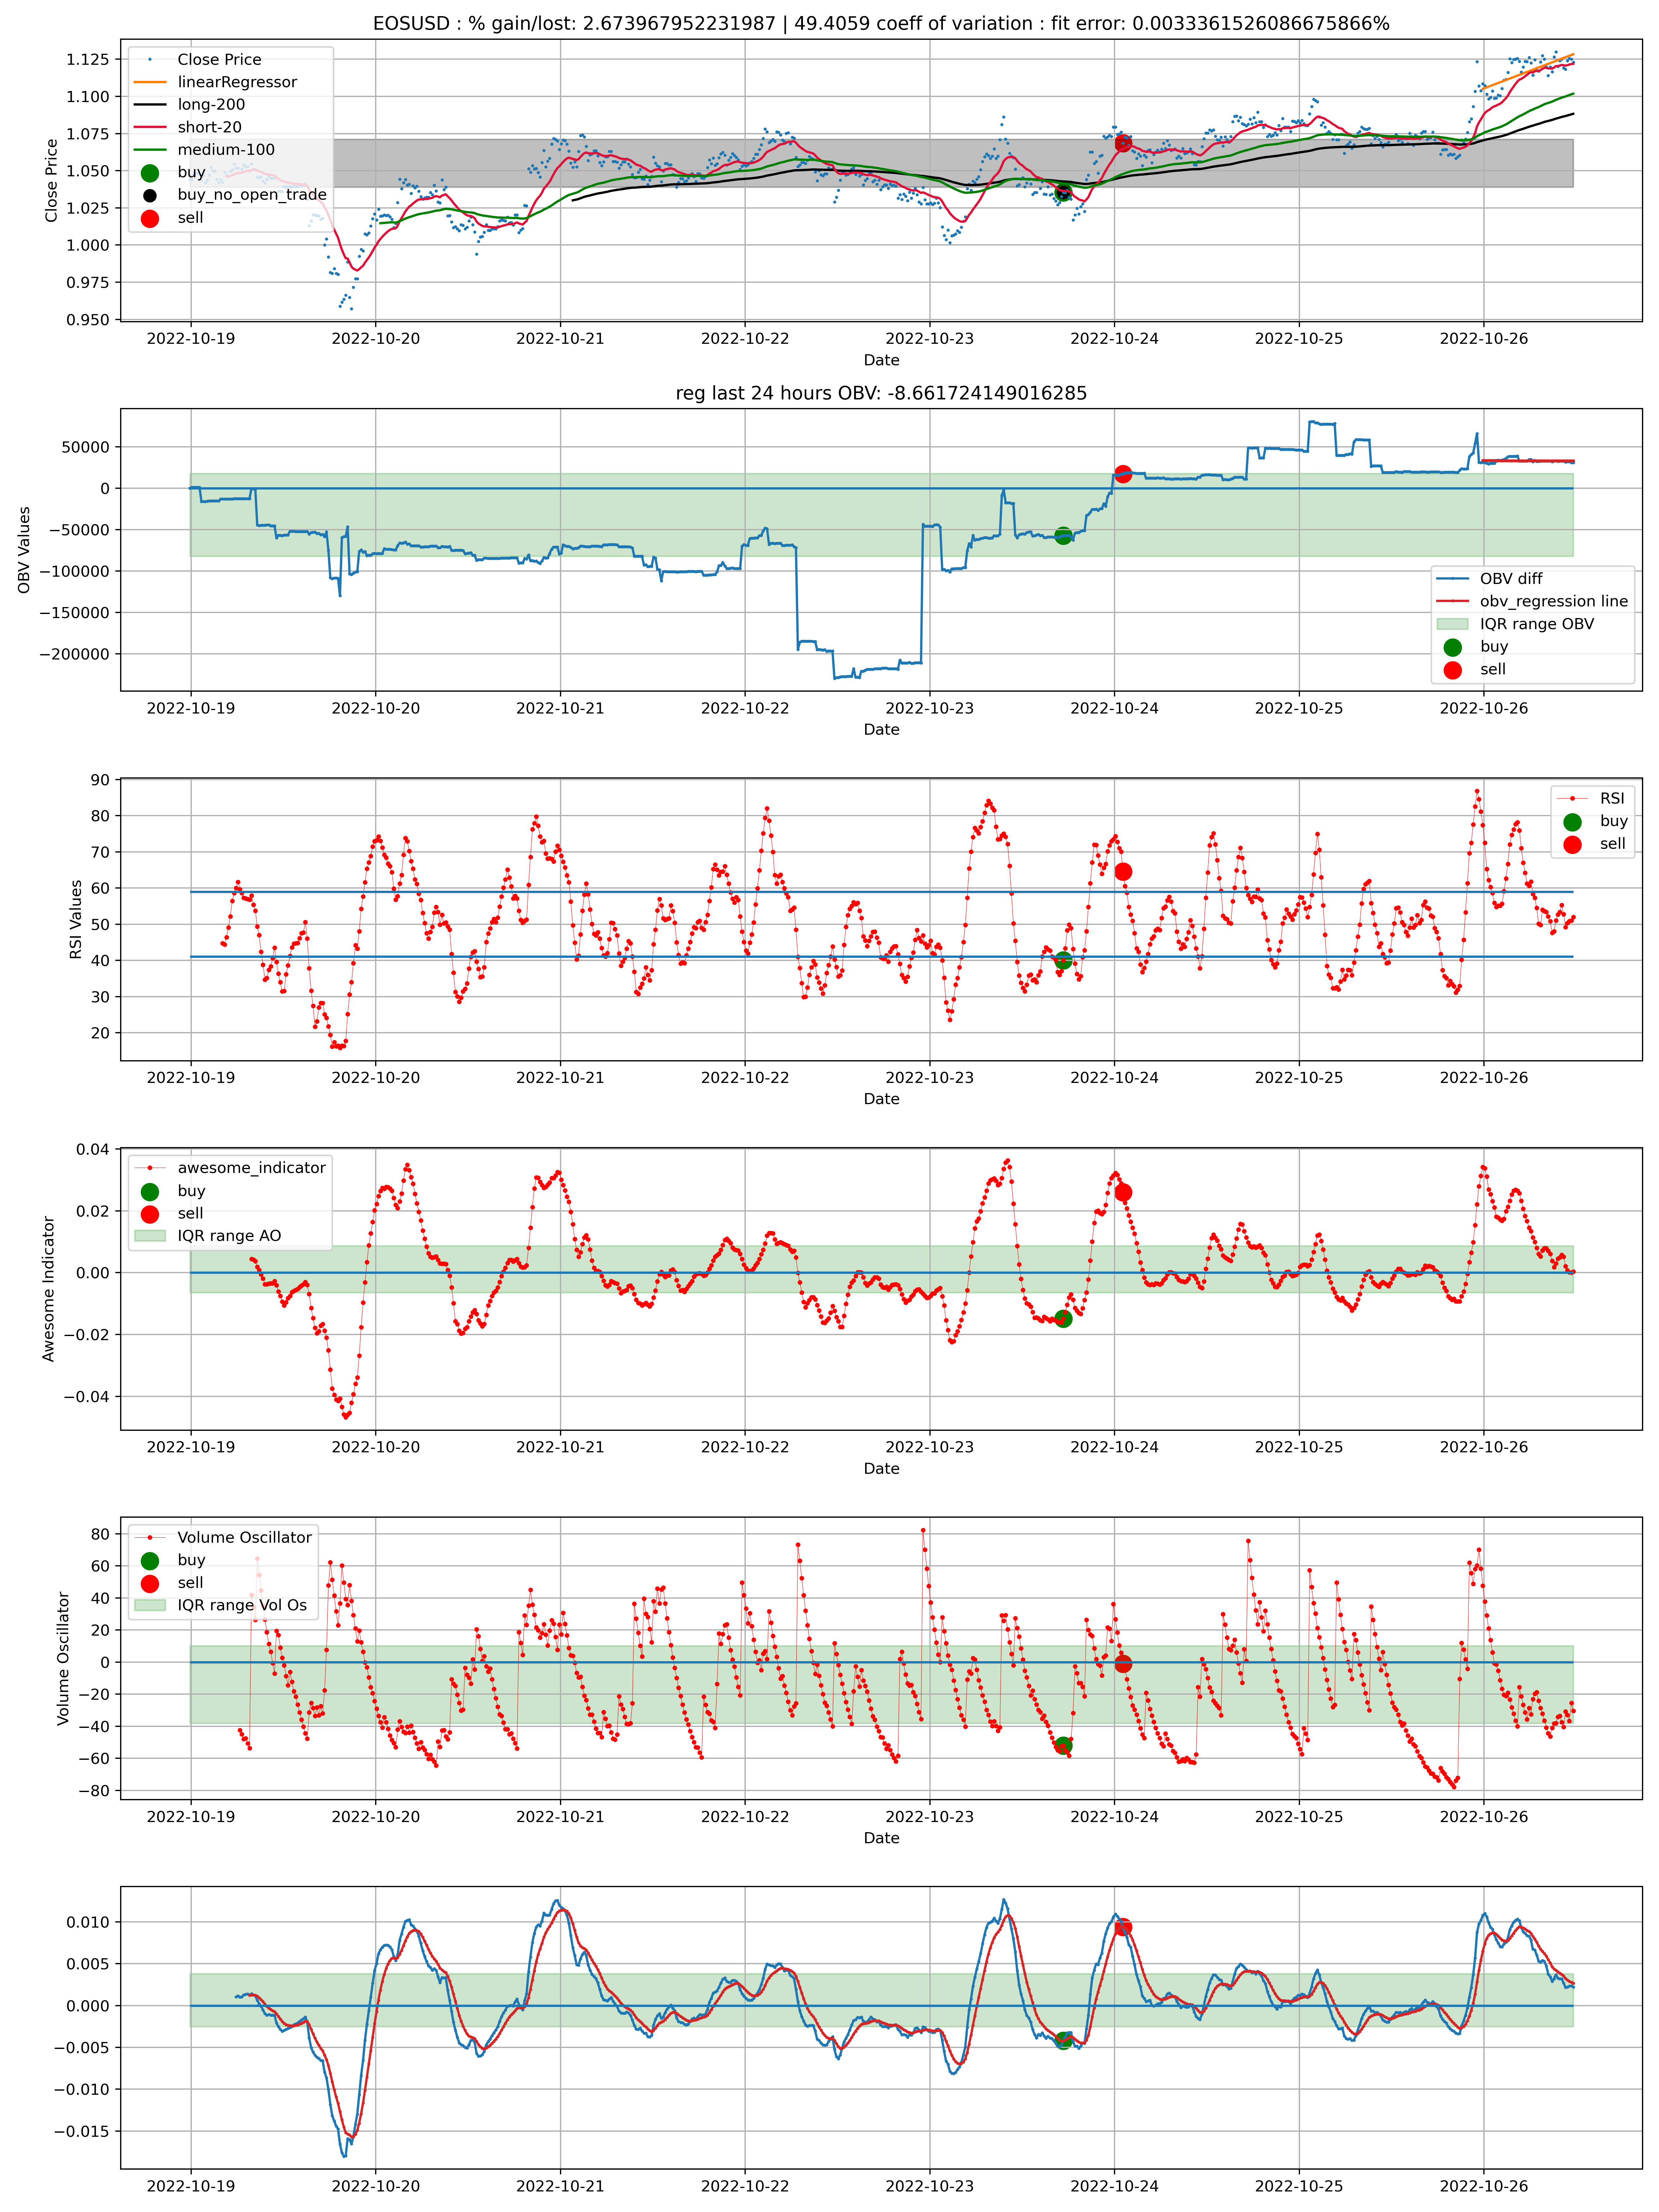 EOSUSD : % gain/lost: 2.673967952231987 | 49.4059 coeff of variation : fit error: 0.0033361526086675866%
Close Price
1.125
1.100
1.075
1.050
1.025
1.000
0.975
0.950
Close Price
linearRegressor
long-200
short-20
medium-100
buy
buy_no_open_trade
sell
2022-10-19 2022-10-20 2022-10-21 2022-10-22 2022-10-23 2022-10-24 2022-10-25 2022-10-26
Date
reg last 24 hours OBV: -8.661724149016285
OBV Values
50000
0
−50000
−100000
−150000
−200000
OBV diff
obv_regression line
IQR range OBV
buy
sell
2022-10-19 2022-10-20 2022-10-21 2022-10-22 2022-10-23 2022-10-24 2022-10-25 2022-10-26
Date
RSI Values
90
80
70
60
50
40
30
20
RSI
buy
sell
2022-10-19 2022-10-20 2022-10-21 2022-10-22 2022-10-23 2022-10-24 2022-10-25 2022-10-26
Date
Awesome Indicator
0.04
0.02
0.00
−0.02
−0.04
awesome_indicator
buy
sell
IQR range AO
2022-10-19 2022-10-20 2022-10-21 2022-10-22 2022-10-23 2022-10-24 2022-10-25 2022-10-26
Date
Volume Oscillator
80
60
40
20
0
−20
−40
−60
−80
Volume Oscillator
buy
sell
IQR range Vol Os
2022-10-19 2022-10-20 2022-10-21 2022-10-22 2022-10-23 2022-10-24 2022-10-25 2022-10-26
Date
0.010
0.005
0.000
−0.005
−0.010
−0.015
2022-10-19 2022-10-20 2022-10-21 2022-10-22 2022-10-23 2022-10-24 2022-10-25 2022-10-26